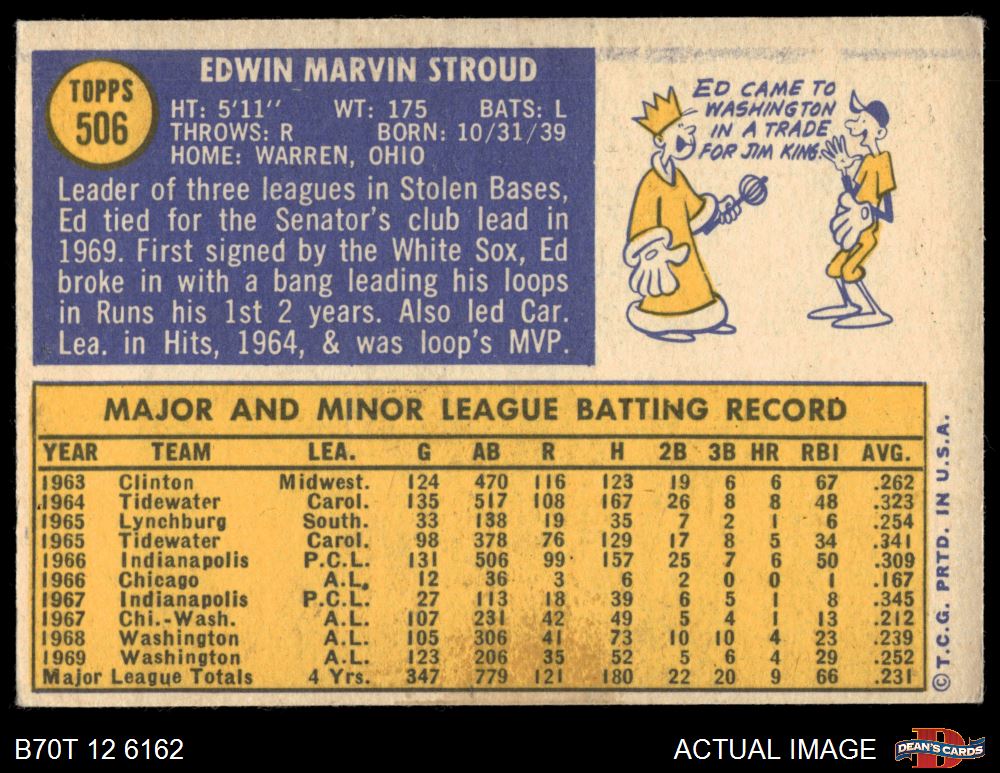 TOPPS
506
EDWIN MARVIN STROUD
HT: 5'11'' WT: 175 BATS: L
THROWS: R BORN: 10/31/39
HOME: WARREN, OHIO
Leader of three leagues in Stolen Bases,
Ed tied for the Senator's club lead in
1969. First signed by the White Sox, Ed
broke in with a bang leading his loops
in Runs his 1st 2 years. Also led Car.
Lea. in Hits, 1964, & was loop's MVP.
ED CAME TO
WASHINGTON
IN A TRADE
FOR JIM KING.
MAJOR AND MINOR LEAGUE BATTING RECORD
YEAR TEAM LEA. G AB R H 2B 3B HR RBI AVG.
1963 Clinton Midwest. 124 470 116 123 19 6 6 67 .262
1964 Tidewater Carol. 135 517 108 167 26 8 8 48 .323
1965 Lynchburg South. 33 138 19 35 7 2 1 6 .254
1965 Tidewater Carol. 98 378 76 129 17 8 5 34 .341
1966 Indianapolis P.C.L. 131 506 99 157 25 7 6 50 .309
1966 Chicago A.L. 12 36 3 6 2 0 0 1 .167
1967 Indianapolis P.C.L. 27 113 18 39 6 5 1 8 .345
1967 Chi.-Wash. A.L. 107 231 42 49 5 4 1 13 .212
1968 Washington A.L. 105 306 41 73 10 10 4 23 .239
1969 Washington A.L. 123 206 35 52 5 6 4 29 .252
Major League Totals 4 Yrs. 347 779 121 180 22 20 9 66 .231
© T.C.G. PRTD. IN U.S.A.
B70T 12 6162
ACTUAL IMAGE
D
DEAN'S CARDS